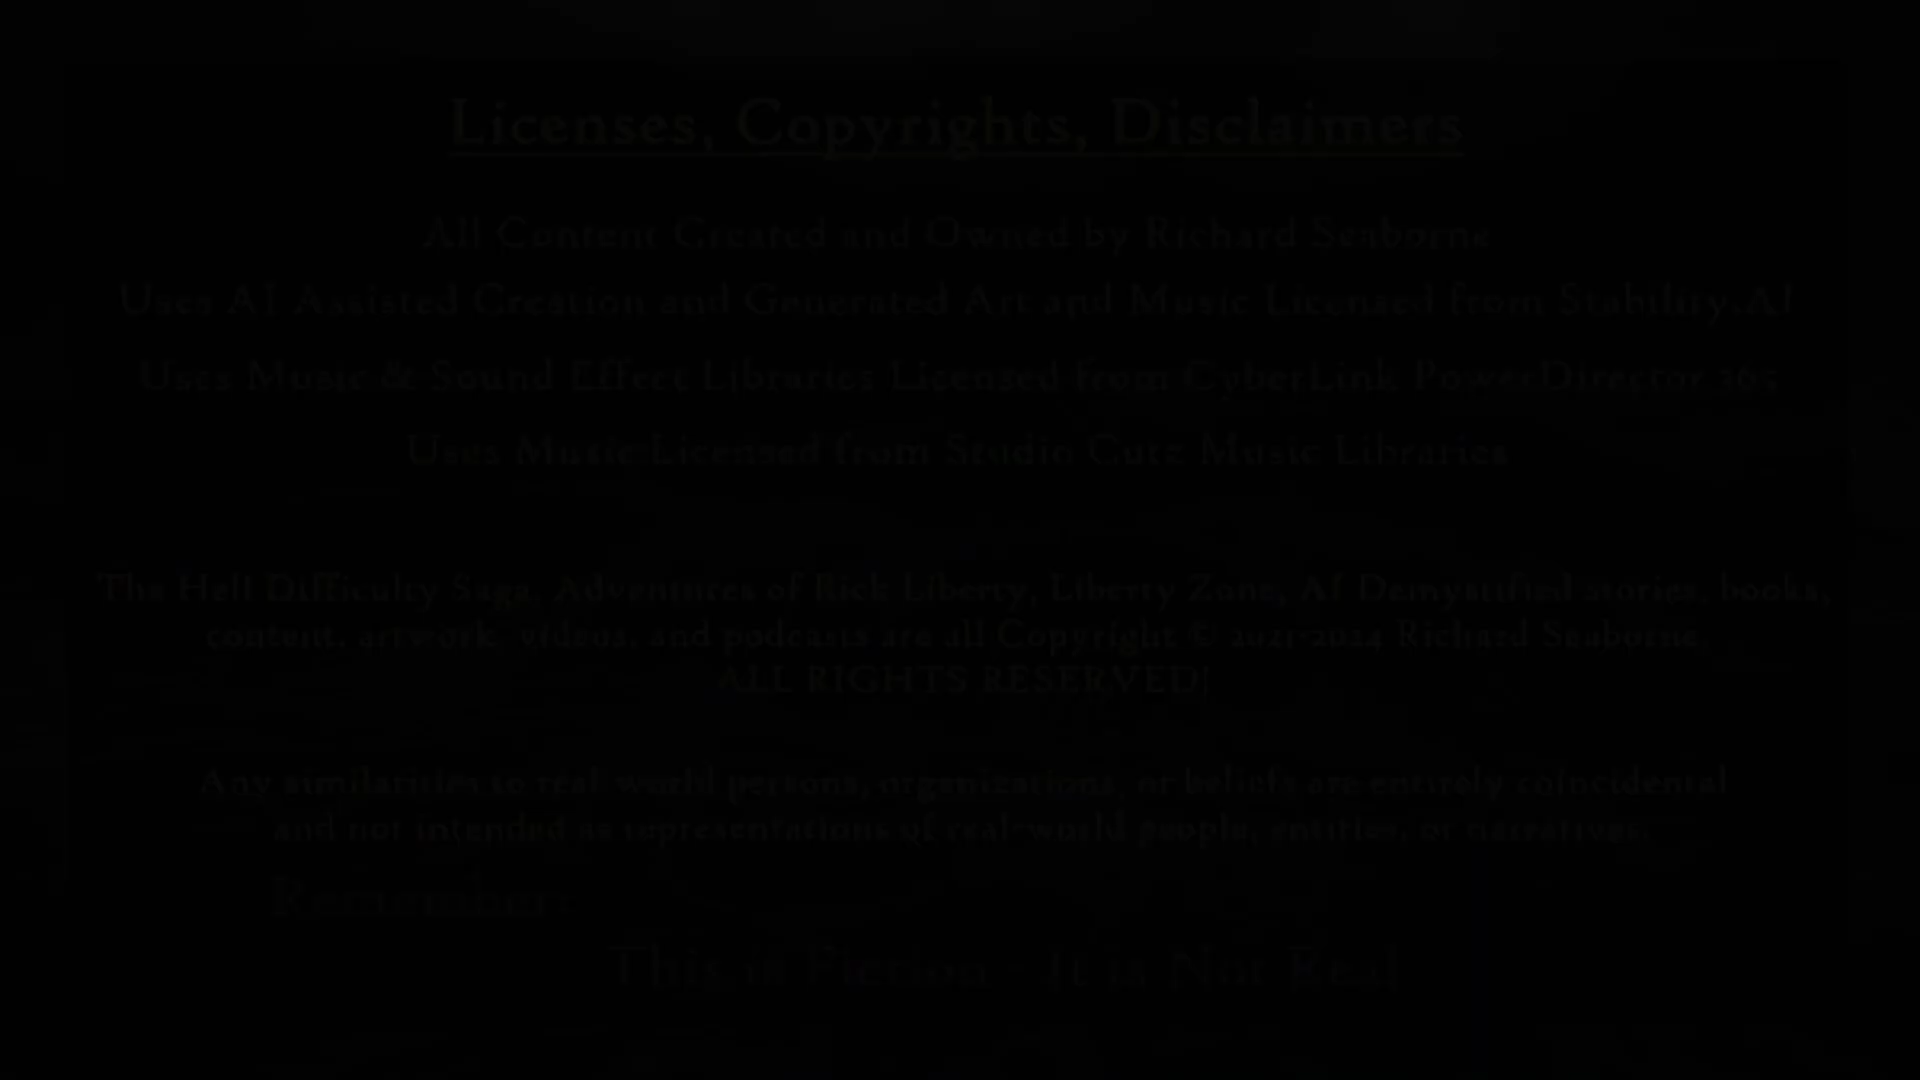 Licenses, Copyrights, Disclaimers
All Content Created and Owned by Richard Seaborne
Uses AI Assisted Creation and Generated Art and Music Licensed from Stability.AI
Uses Music & Sound Effect Libraries Licensed from CyberLink PowerDirector 365
Uses Music Licensed from Studio Cutz Music Libraries
The Hell Difficulty Saga, Adventures of Rick Liberty, Liberty Zone, AI Demystified stories, books,
content, artwork, videos, and podcasts are all Copyright © 2021-2024 Richard Seaborne.
ALL RIGHTS RESERVED!
Any similarities to real world persons, organizations, or beliefs are entirely coincidental
and not intended as representations of real-world people, entities, or narratives.
Remember
This is Fiction - It is Not Real